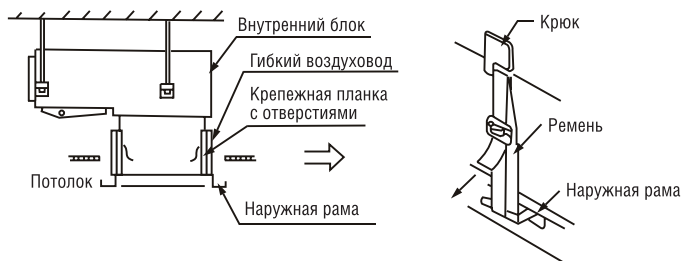 Внутренний блок
Гибкий воздуховод
Крепежная планка
с отверстиями
Потолок
Наружная рама
Крюк
Ремень
Наружная рама